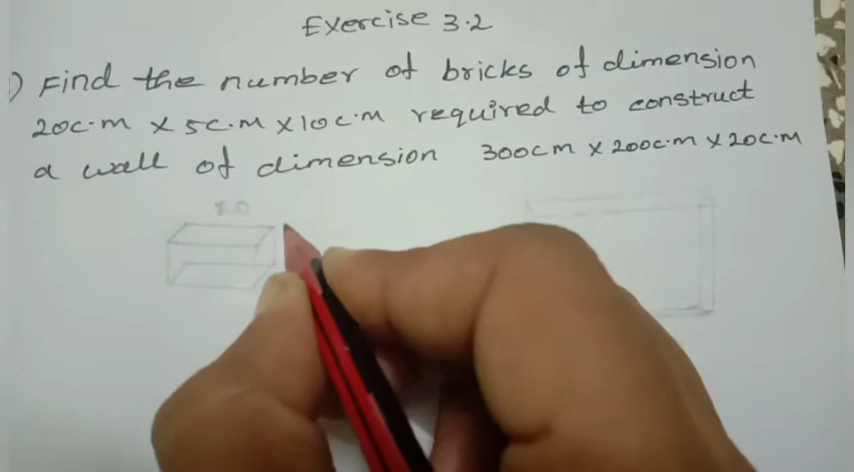 Exercise 3.2
) Find the number of bricks of dimension
20c.m x 5c.m x 10c.m required to construct
a wall of dimension 300cm x 200c.m x 20c.m
20